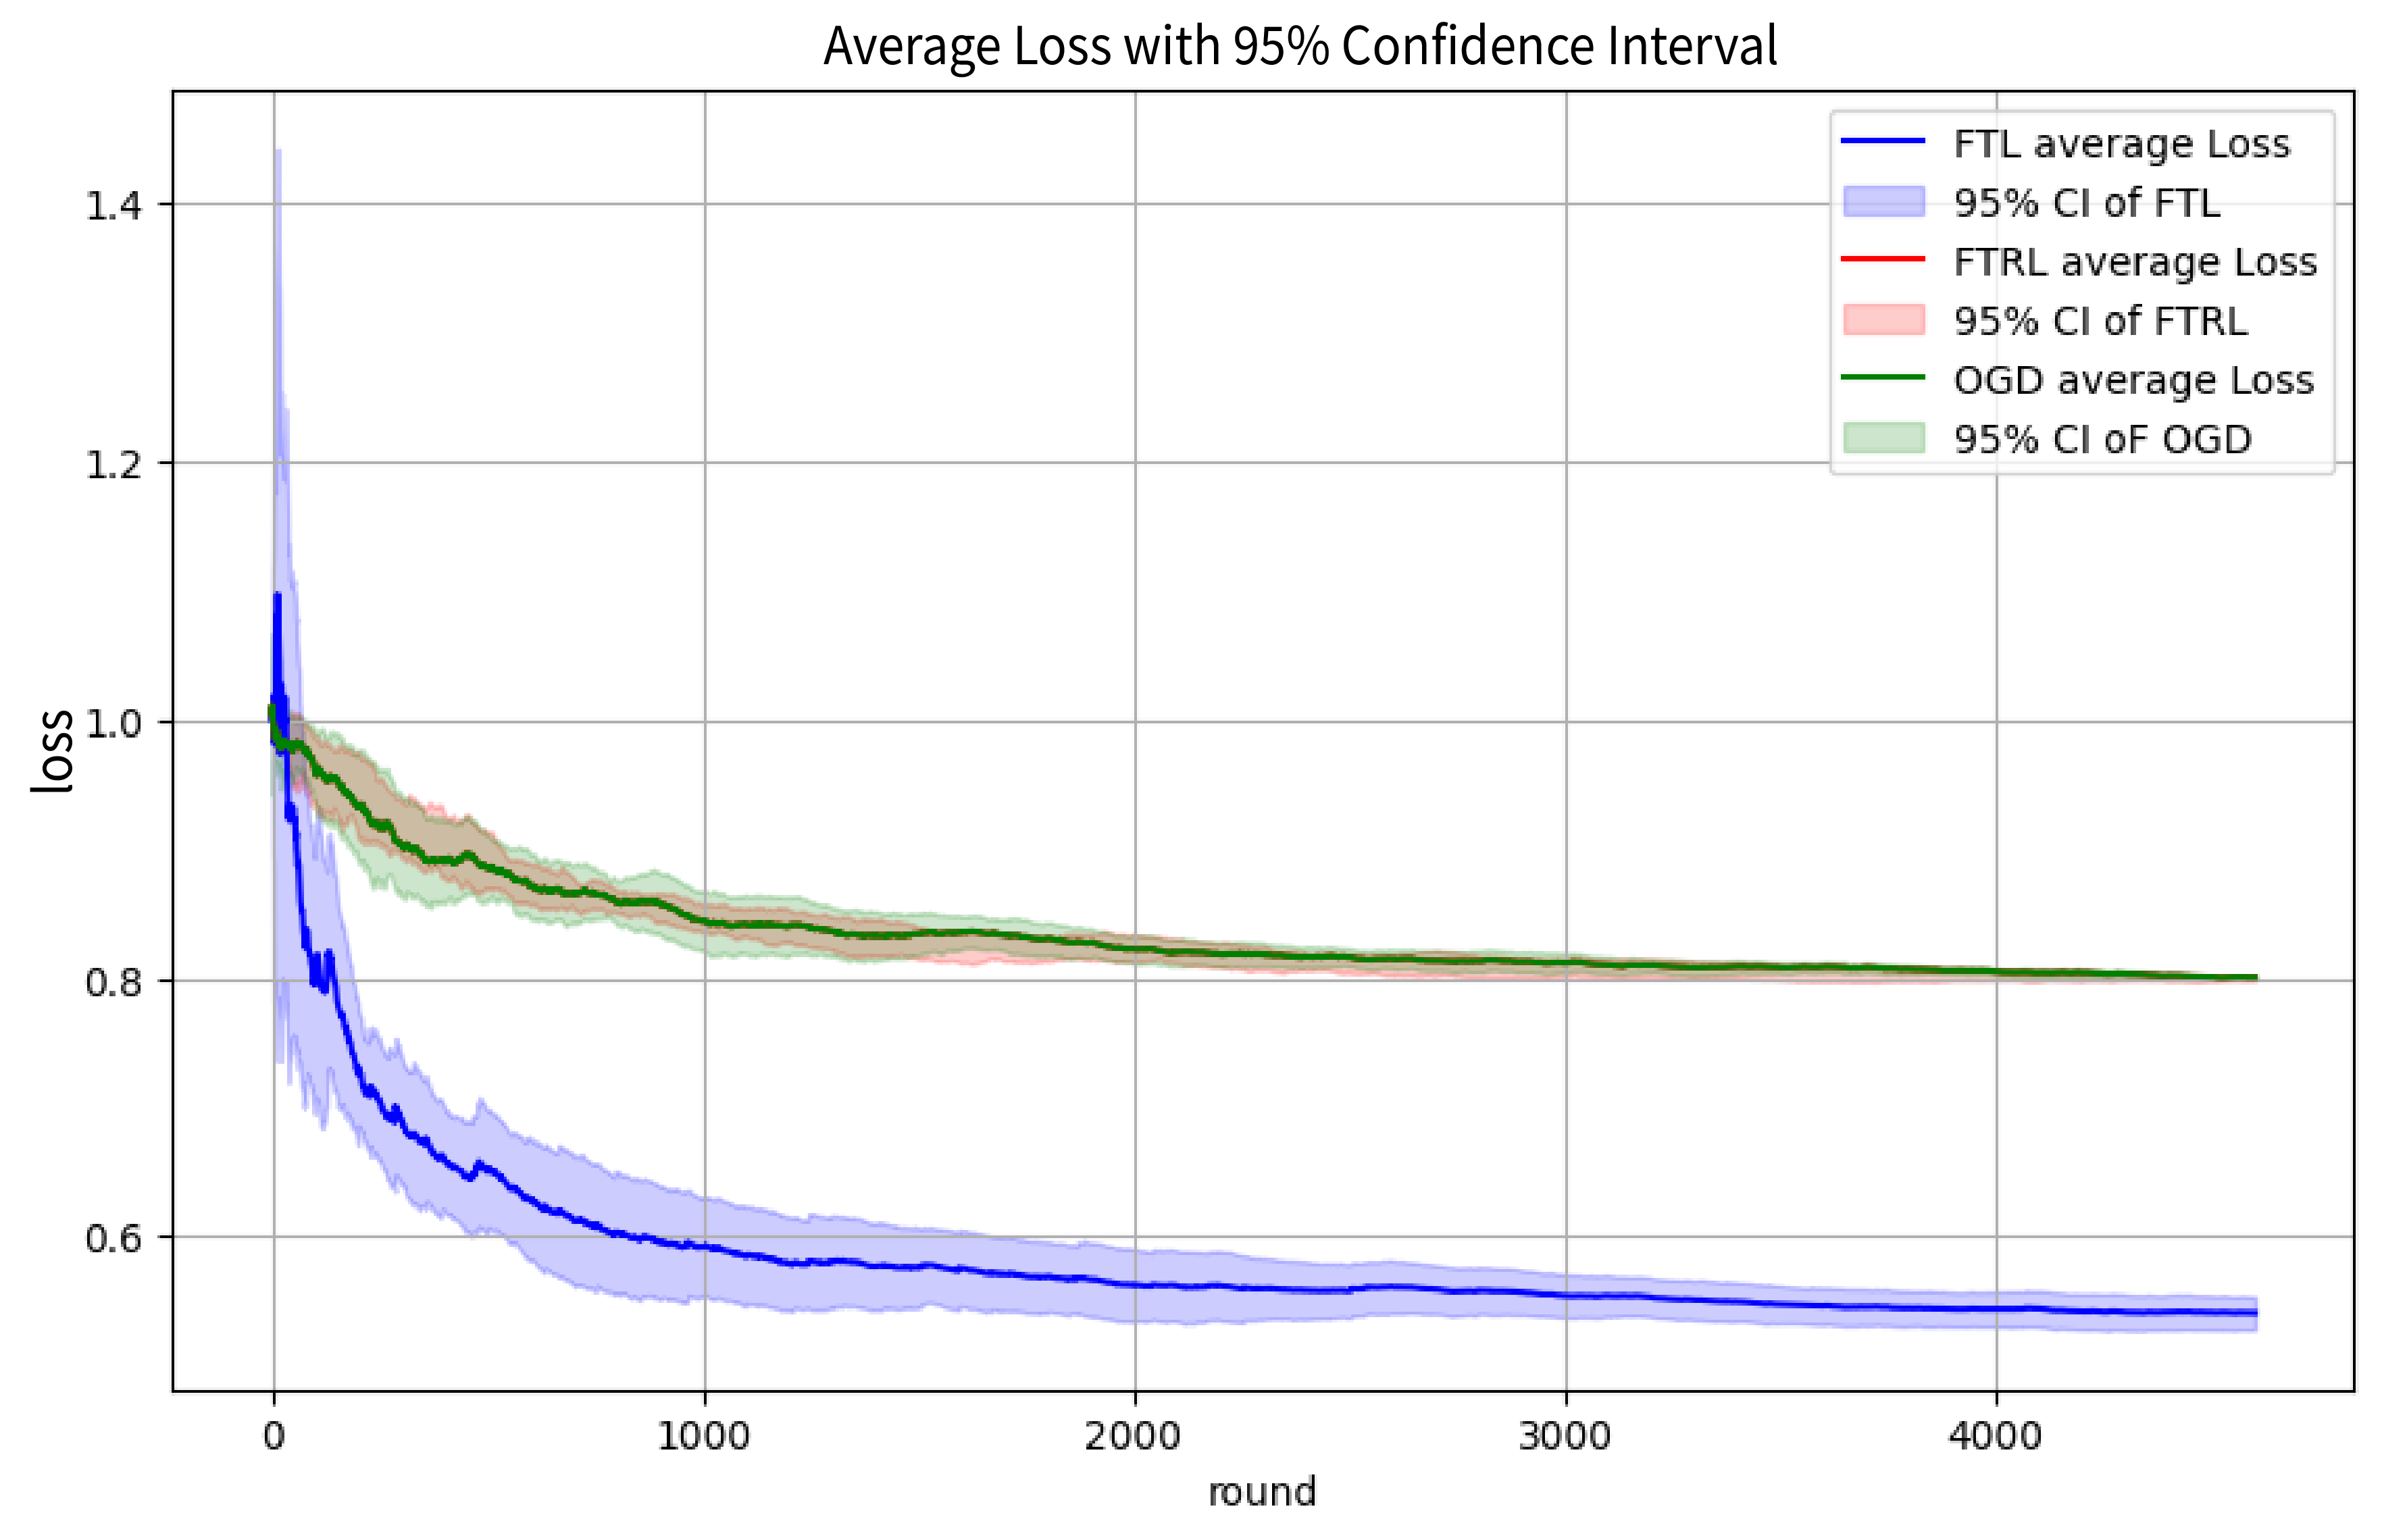 Average Loss with 95% Confidence Interval
FTL average Loss
95% CI of FTL
FTRL average Loss
95% CI of FTRL
OGD average Loss
95% CI oF OGD
loss
1.4
1.2
1.0
0.8
0.6
0 1000 2000 3000 4000
round